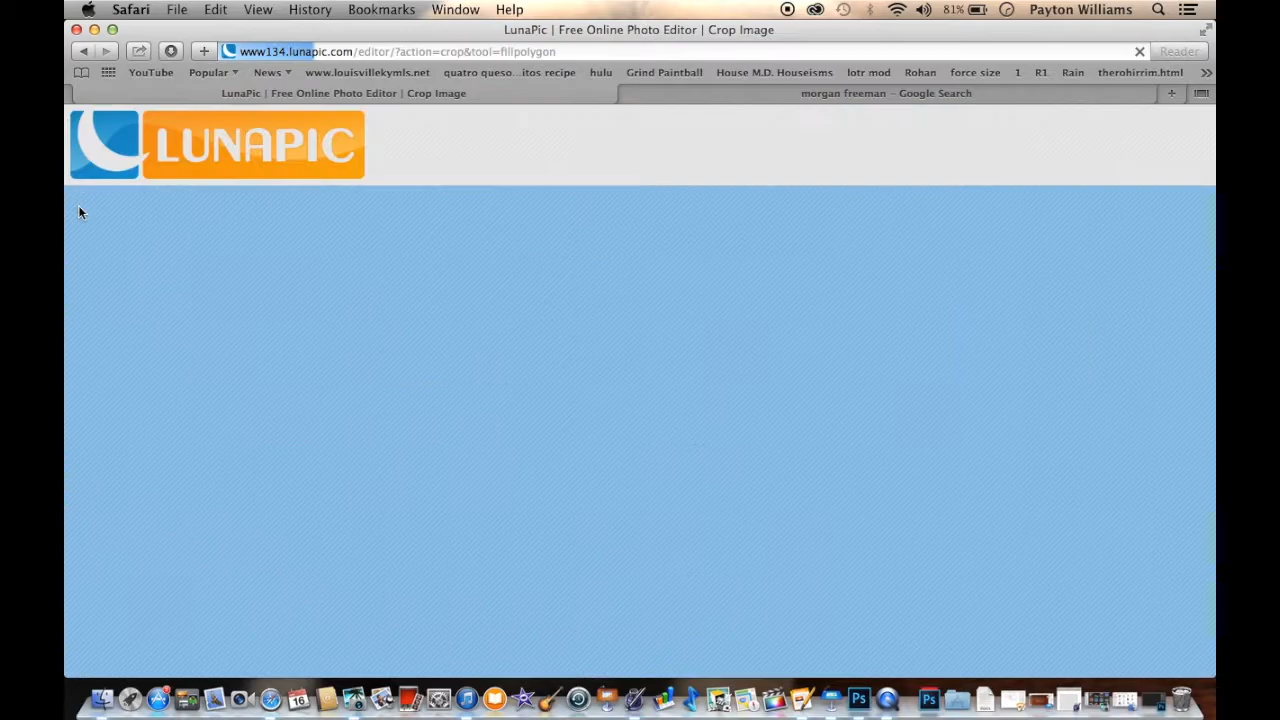 Safari File Edit View History Bookmarks Window Help 81% Payton Williams
LunaPic | Free Online Photo Editor | Crop Image
www134.lunapic.com/editor/?action=crop&tool=fillpolygon Reader
YouTube Popular News www.louisvillekymls.net quatro queso...itos recipe hulu Grind Paintball House M.D. Houseisms lotr mod Rohan force size 1 R1 Rain therohirrim.html
LunaPic | Free Online Photo Editor | Crop Image morgan freeman – Google Search
LUNAPIC
16 Ps Ps